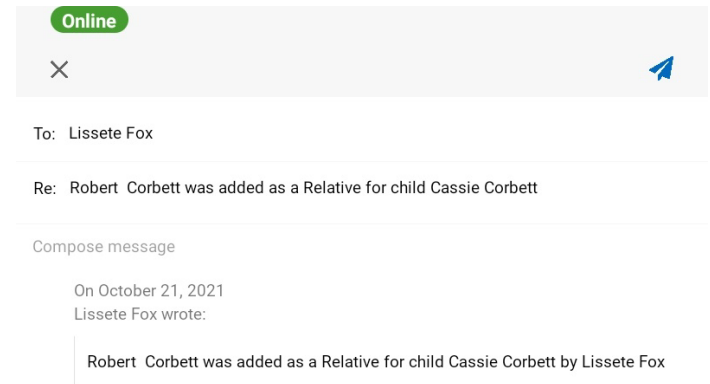 Online
To: Lissete Fox
Re: Robert  Corbett was added as a Relative for child Cassie Corbett
Compose message
On October 21, 2021
Lissete Fox wrote:
Robert  Corbett was added as a Relative for child Cassie Corbett by Lissete Fox